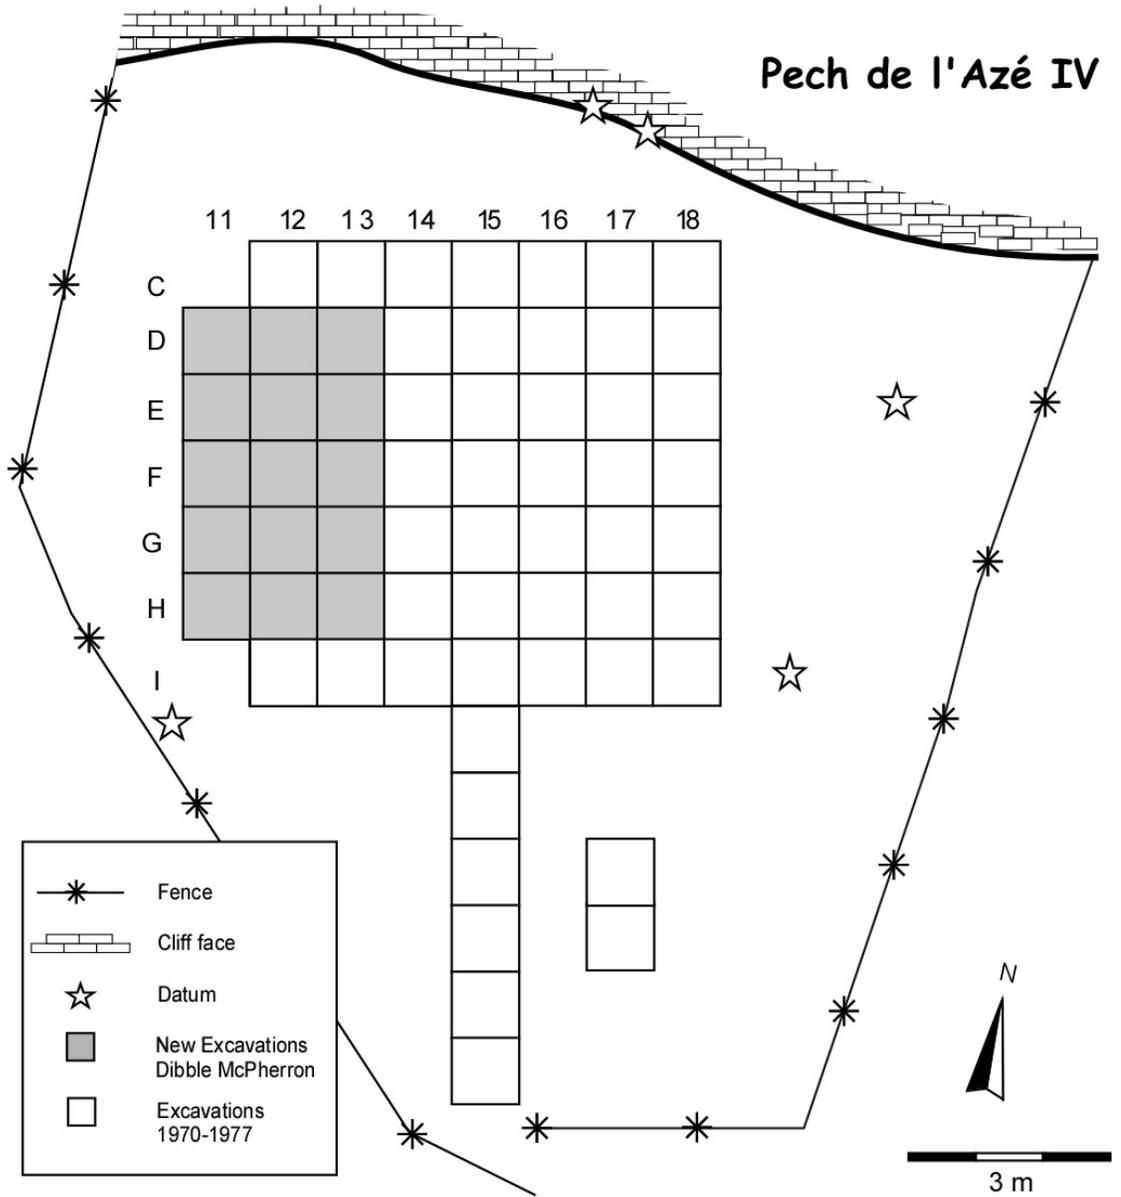 Pech de l'Azé IV
11 12 13 14 15 16 17 18
C
D
E
F
G
H
I
Fence
Cliff face
Datum
New Excavations
Dibble McPherron
Excavations
1970-1977
N
3 m